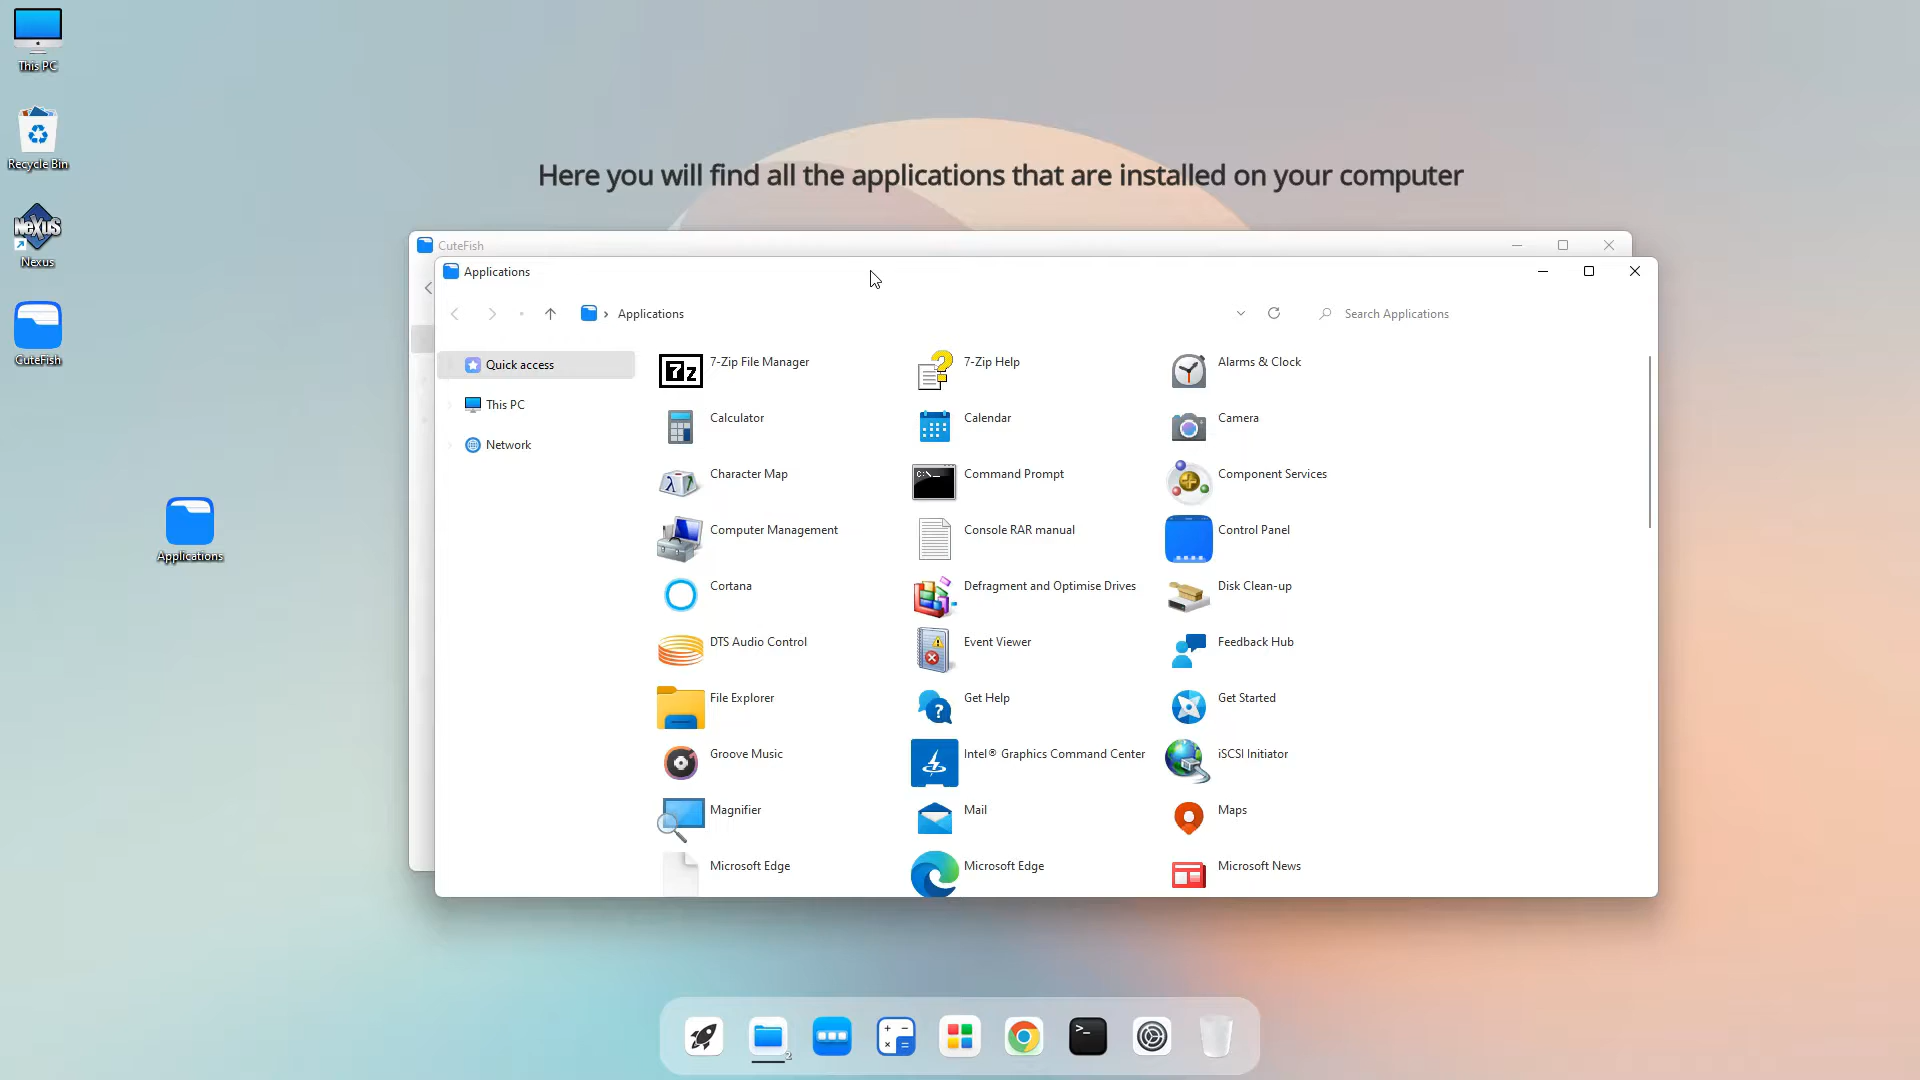 This PC
Recycle Bin
NeXuS
Nexus
CuteFish
Applications
Here you will find all the applications that are installed on your computer
CuteFish
Applications
Applications
Search Applications
Quick access
This PC
Network
7z
7-Zip File Manager
7-Zip Help
Alarms & Clock
Calculator
Calendar
Camera
Character Map
C:\_
Command Prompt
Component Services
Computer Management
Console RAR manual
Control Panel
Cortana
Defragment and Optimise Drives
Disk Clean-up
DTS Audio Control
Event Viewer
Feedback Hub
File Explorer
Get Help
Get Started
Groove Music
Intel® Graphics Command Center
iSCSI Initiator
Magnifier
Mail
Maps
Microsoft Edge
Microsoft Edge
Microsoft News
2